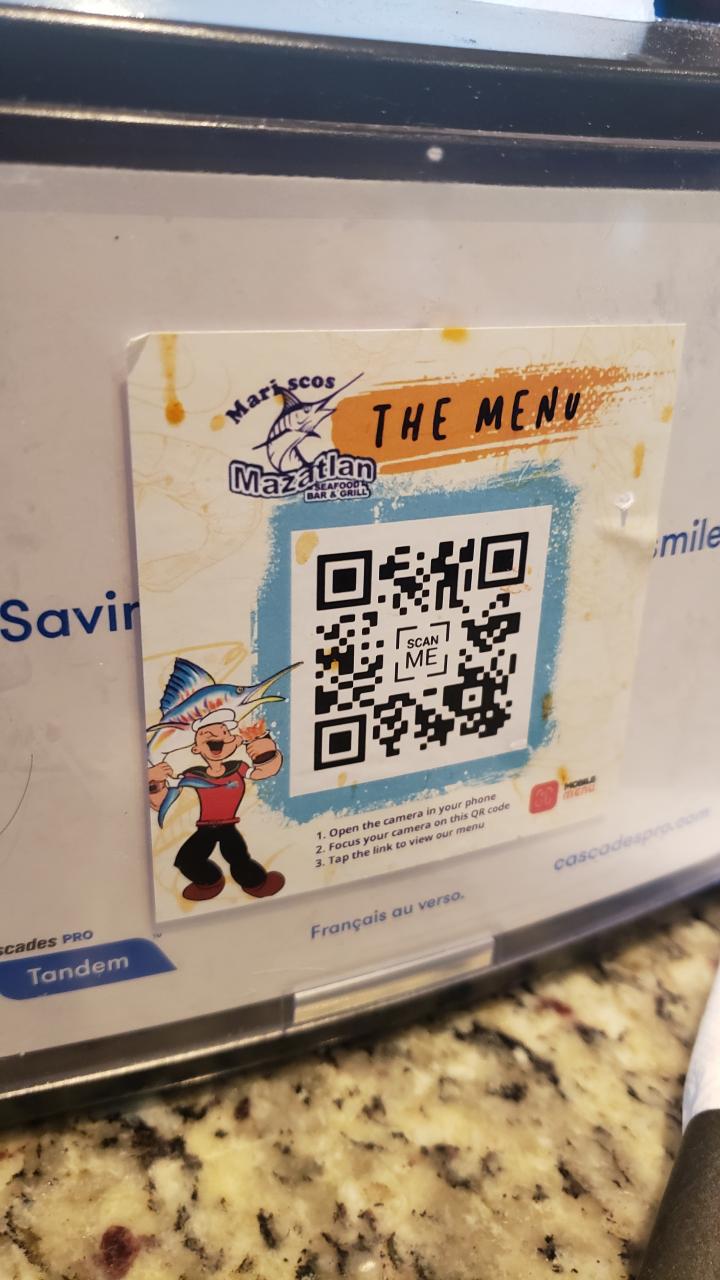 Mariscos
Mazatlan
SEAFOOD
BAR & GRILL
THE MENU
SCAN
ME
1. Open the camera in your phone
2. Focus your camera on this QR code
3. Tap the link to view our menu
MOBILE
MENU
Savin
smile
cascadespro.com
Français au verso.
scades PRO
Tandem
™